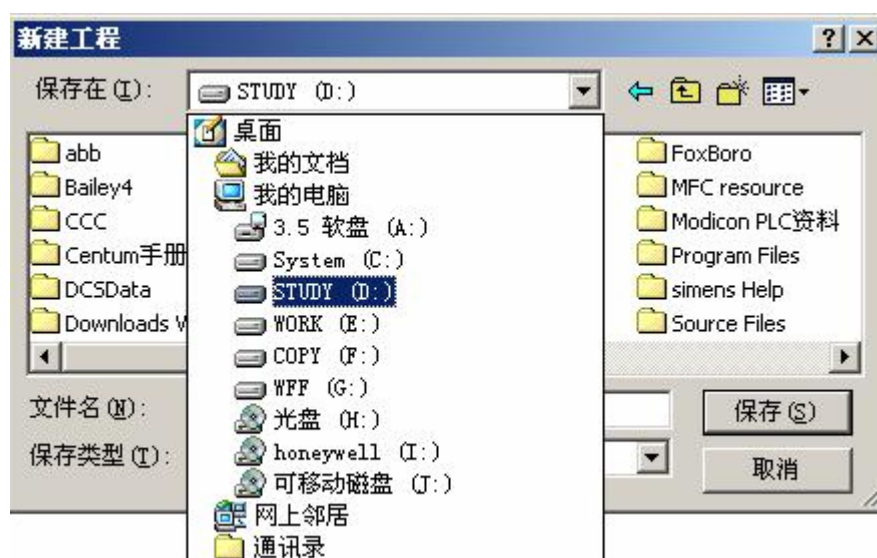 新建工程
保存在(I):
STUDY (D:)
桌面
我的文档
我的电脑
3.5 软盘 (A:)
System (C:)
STUDY (D:)
WORK (E:)
COPY (F:)
WFF (G:)
光盘 (H:)
honeywell (I:)
可移动磁盘 (J:)
网上邻居
通讯录
abb
Bailey4
CCC
Centum手册
DCSData
Downloads
FoxBoro
MFC resource
Modicon PLC资料
Program Files
simens Help
Source Files
文件名(N):
保存(S)
保存类型(T):
取消